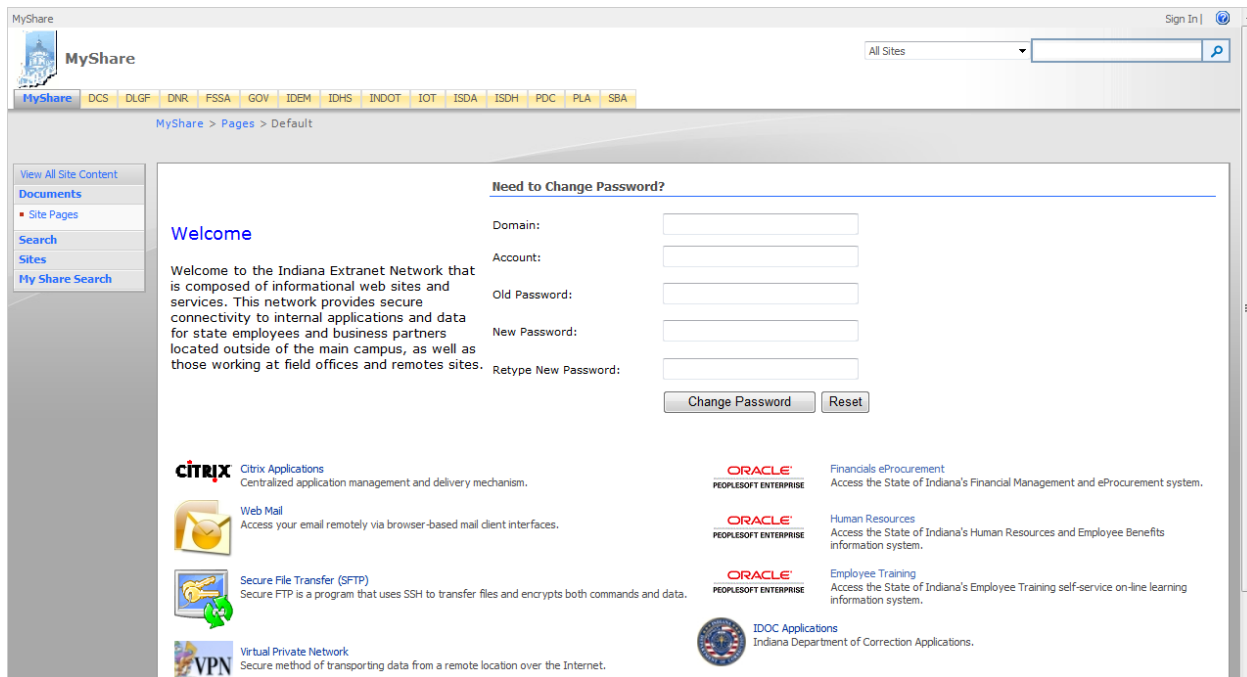 MyShare
Sign In |
MyShare
All Sites
MyShare DCS DLGF DNR FSSA GOV IDEM IDHS INDOT IOT ISDA ISDH PDC PLA SBA
MyShare > Pages > Default
View All Site Content
Documents
Site Pages
Search
Sites
My Share Search
Welcome
Welcome to the Indiana Extranet Network that
is composed of informational web sites and
services. This network provides secure
connectivity to internal applications and data
for state employees and business partners
located outside of the main campus, as well as
those working at field offices and remotes sites.
Need to Change Password?
Domain:
Account:
Old Password:
New Password:
Retype New Password:
Change Password Reset
CITRIX Citrix Applications
Centralized application management and delivery mechanism.
Web Mail
Access your email remotely via browser-based mail client interfaces.
Secure File Transfer (SFTP)
Secure FTP is a program that uses SSH to transfer files and encrypts both commands and data.
VPN Virtual Private Network
Secure method of transporting data from a remote location over the Internet.
ORACLE Financials eProcurement
PEOPLESOFT ENTERPRISE Access the State of Indiana's Financial Management and eProcurement system.
ORACLE Human Resources
PEOPLESOFT ENTERPRISE Access the State of Indiana's Human Resources and Employee Benefits
information system.
ORACLE Employee Training
PEOPLESOFT ENTERPRISE Access the State of Indiana's Employee Training self-service on-line learning
information system.
IDOC Applications
Indiana Department of Correction Applications.